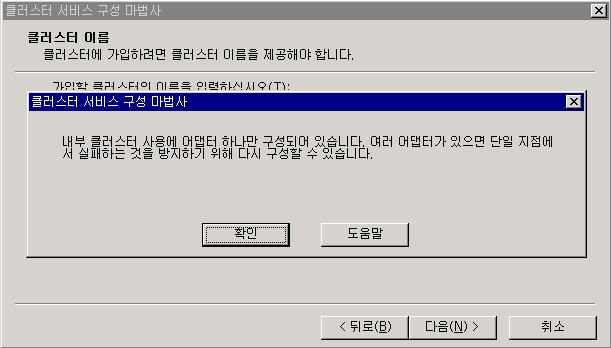 클러스터 서비스 구성 마법사
클러스터 이름
클러스터에 가입하려면 클러스터 이름을 제공해야 합니다.
가입할 클러스터의 이름을 입력하십시오(T):
클러스터 서비스 구성 마법사
내부 클러스터 사용에 어댑터 하나만 구성되어 있습니다. 여러 어댑터가 있으면 단일 지점에
서 실패하는 것을 방지하기 위해 다시 구성할 수 있습니다.
확인 도움말
< 뒤로(B) 다음(N) > 취소